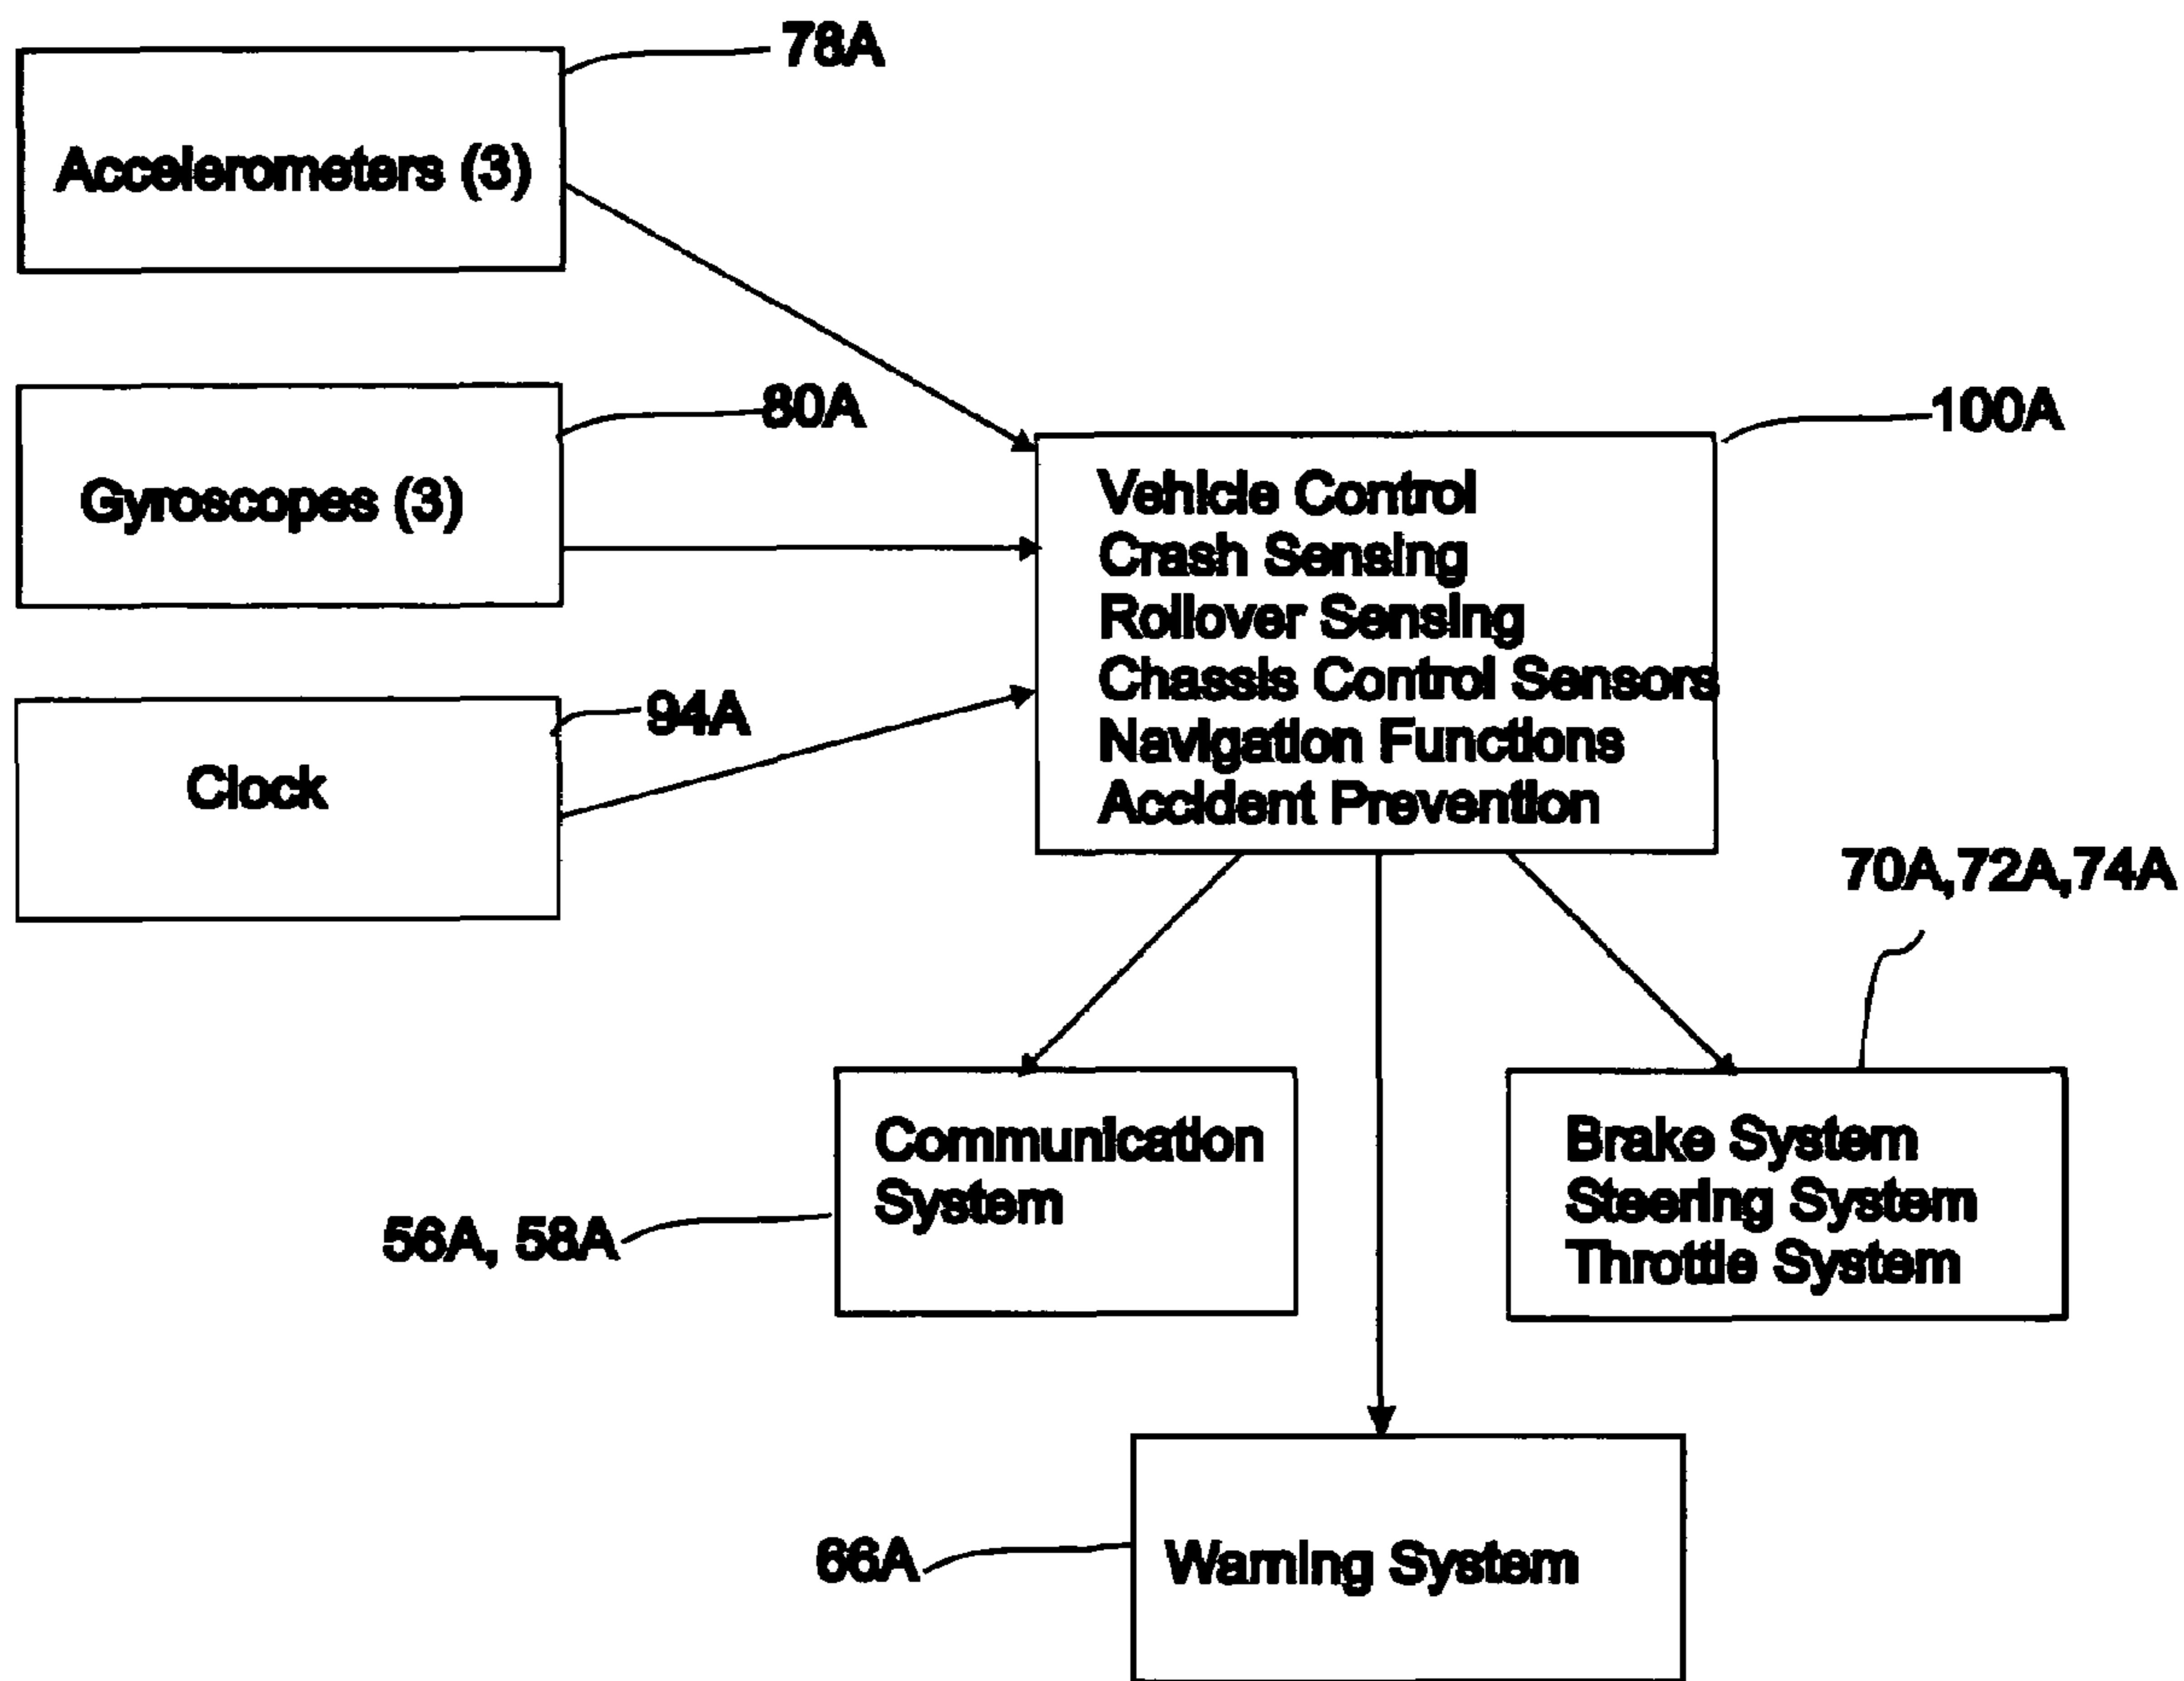 78A
Accelerometers (3)
80A
Gyroscopes (3)
100A
Vehicle Control
Crash Sensing
Rollover Sensing
Chassis Control Sensors
Navigation Functions
Accident Prevention
94A
Clock
70A,72A,74A
Communication
System
56A, 58A
Brake System
Steering System
Throttle System
66A
Warning System